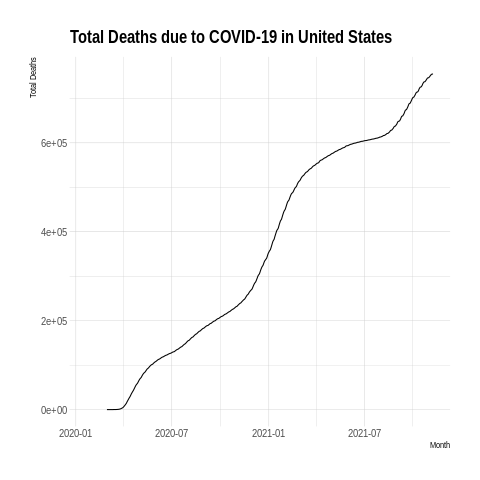 Total Deaths due to COVID-19 in United States
Total Deaths
6e+05
4e+05
2e+05
0e+00
2020-01 2020-07 2021-01 2021-07
Month